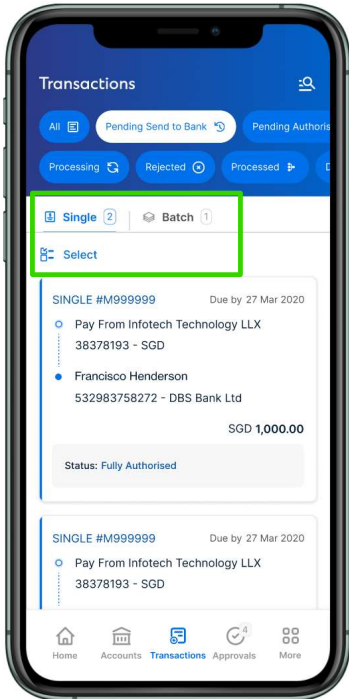 Transactions
All Pending Send to Bank Pending Authoris
Processing Rejected Processed D
Single 2 Batch 1
Select
SINGLE #M999999 Due by 27 Mar 2020
Pay From Infotech Technology LLX
38378193 - SGD
Francisco Henderson
532983758272 - DBS Bank Ltd
SGD 1,000.00
Status: Fully Authorised
SINGLE #M999999 Due by 27 Mar 2020
Pay From Infotech Technology LLX
38378193 - SGD
4
Home Accounts Transactions Approvals More